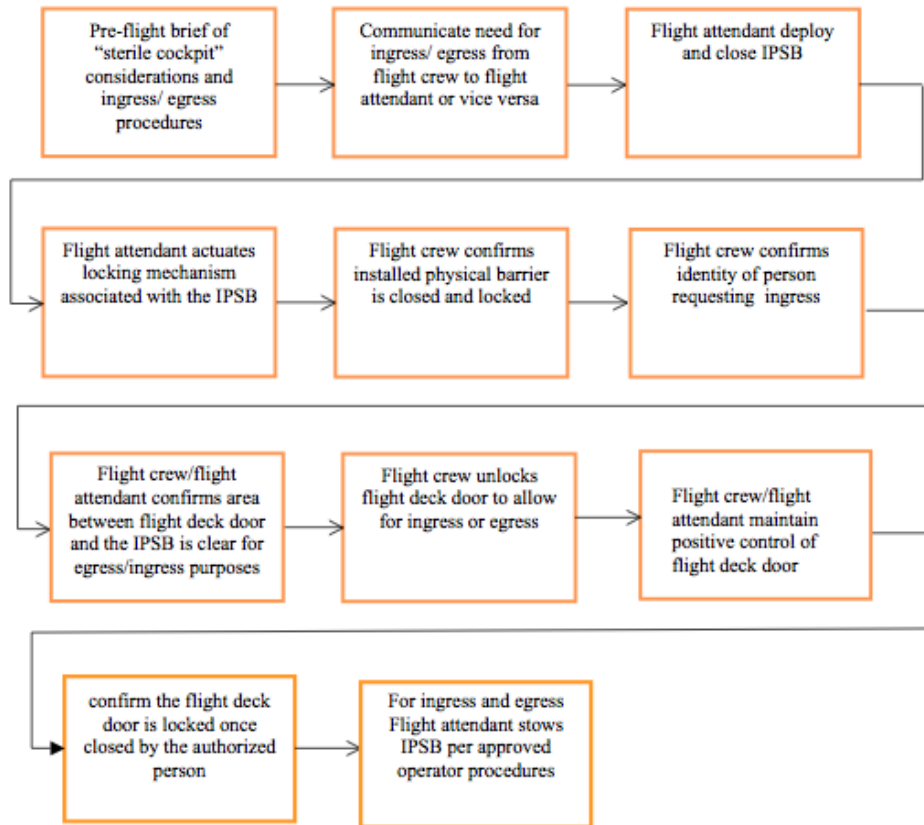 Pre-flight brief of
“sterile cockpit”
considerations and
ingress/ egress
procedures
Communicate need for
ingress/ egress from
flight crew to flight
attendant or vice versa
Flight attendant deploy
and close IPSB
Flight attendant actuates
locking mechanism
associated with the IPSB
Flight crew confirms
installed physical barrier
is closed and locked
Flight crew confirms
identity of person
requesting  ingress
Flight crew/flight
attendant confirms area
between flight deck door
and the IPSB is clear for
egress/ingress purposes
Flight crew unlocks
flight deck door to allow
for ingress or egress
Flight crew/flight
attendant maintain
positive control of
flight deck door
confirm the flight deck
door is locked once
closed by the authorized
person
For ingress and egress
Flight attendant stows
IPSB per approved
operator procedures